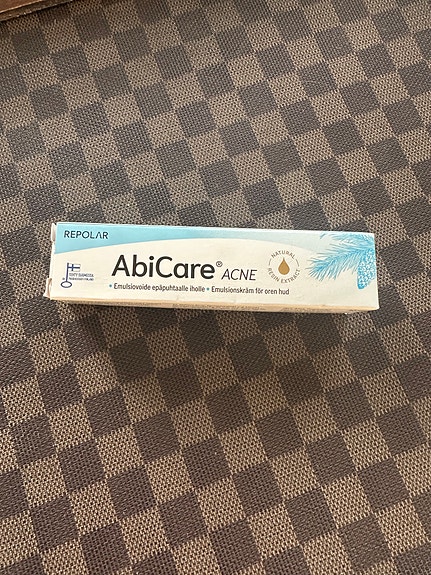 REPOLAR
AbiCare® ACNE
NATURAL
RESIN EXTRACT
• Emulsiovoide epäpuhtaalle iholle • Emulsionskräm för oren hud